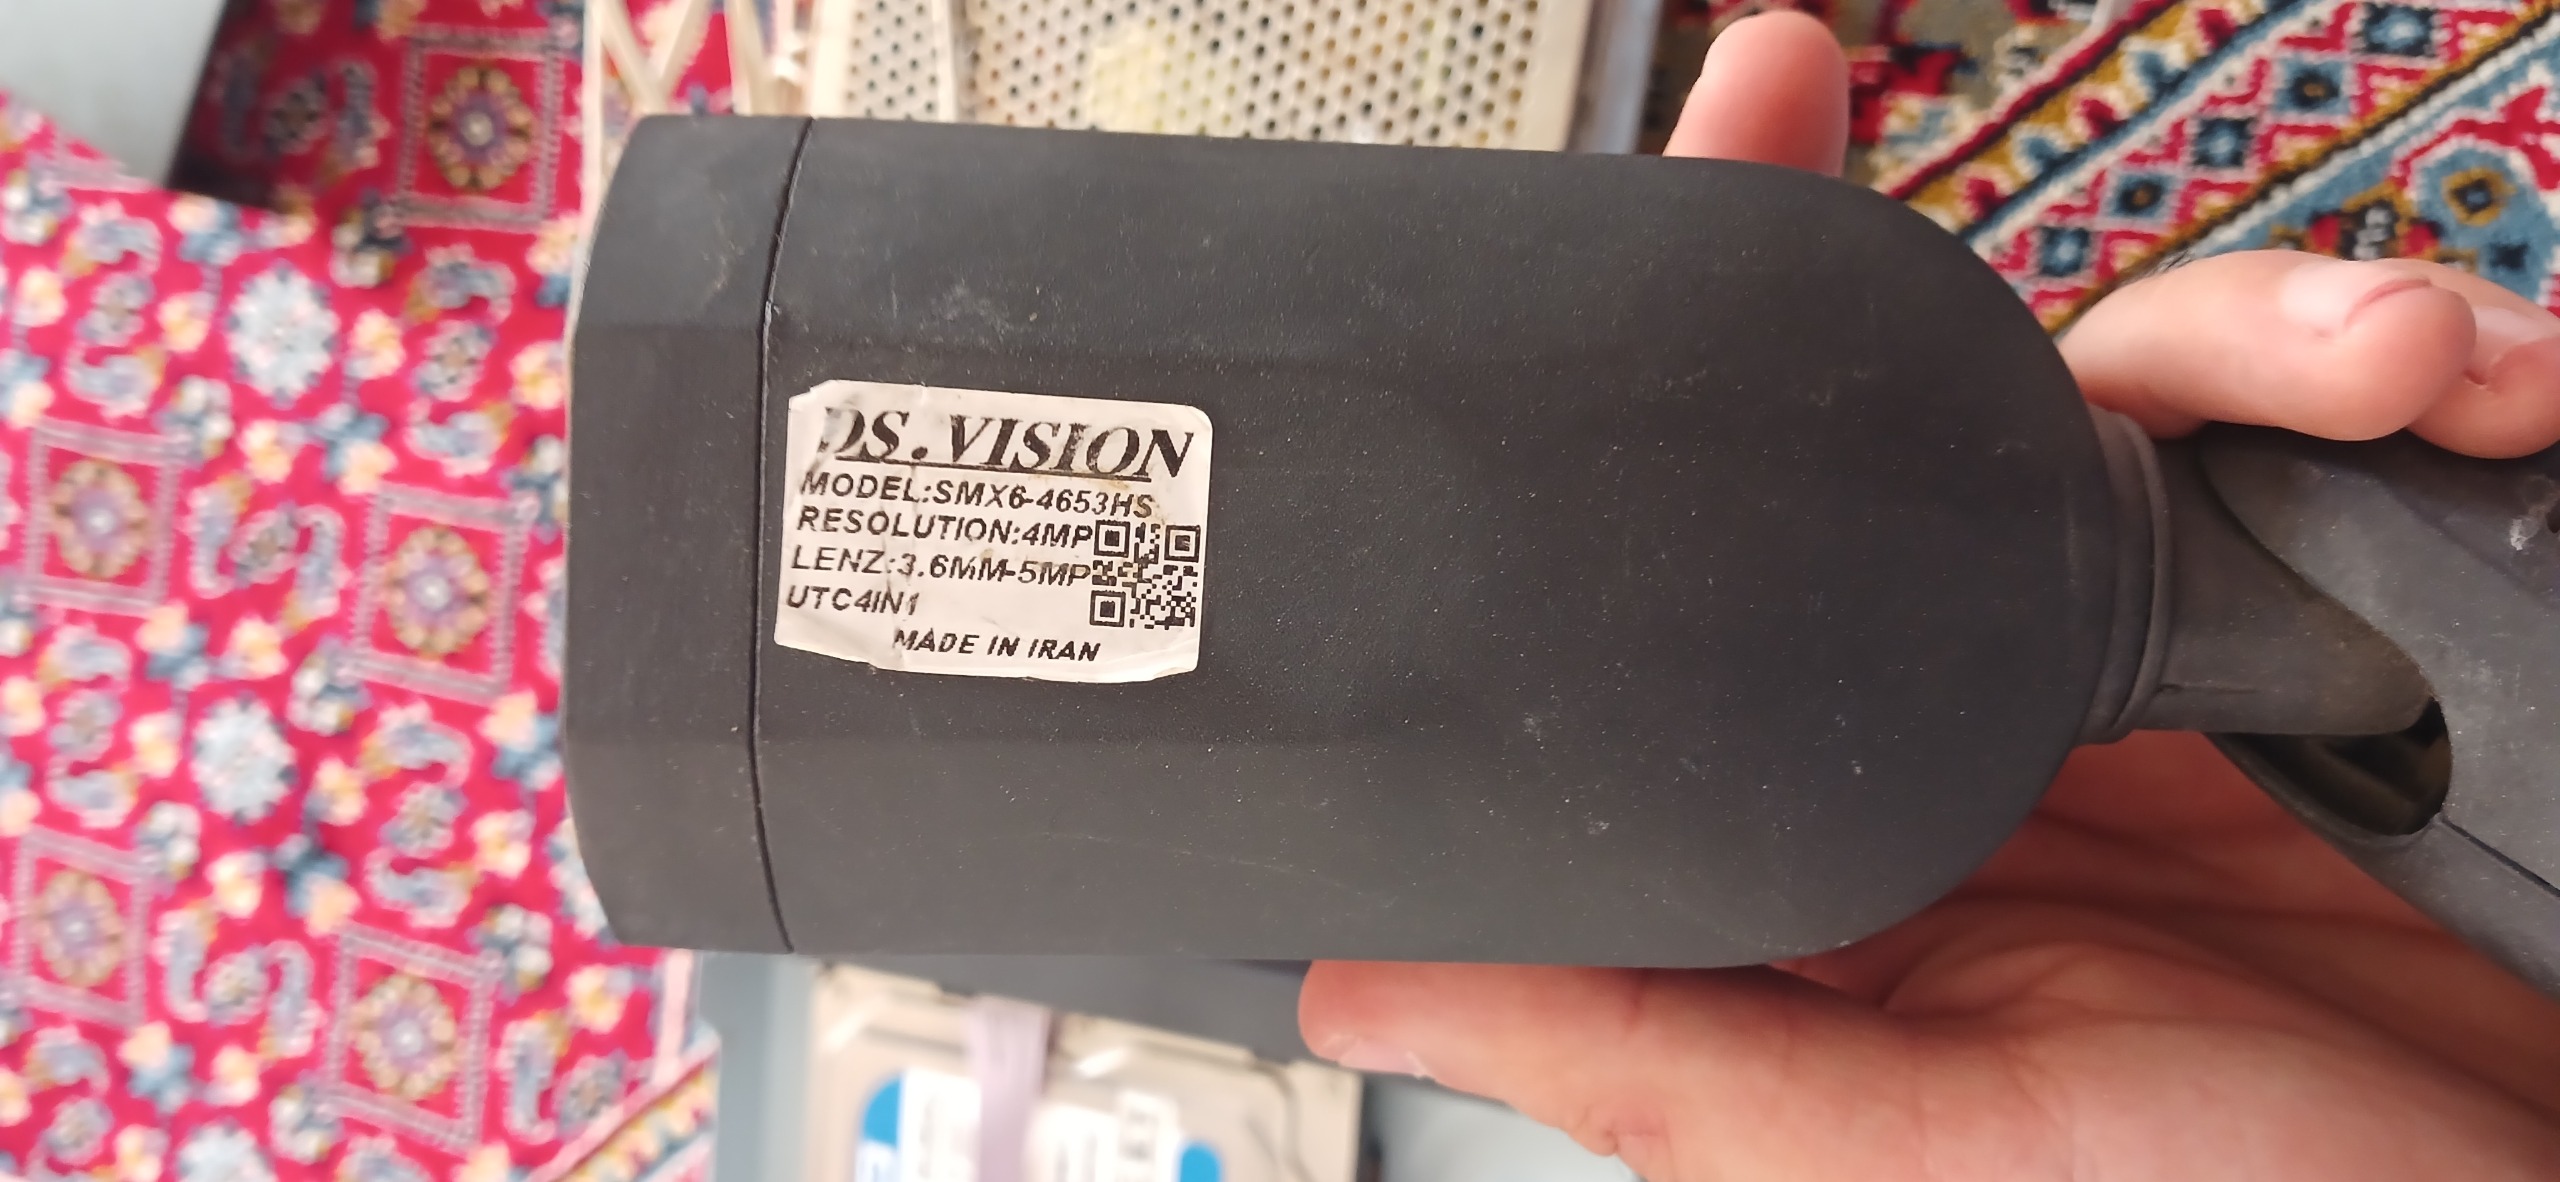 DS.VISION
MODEL:SMX6-4653HS
RESOLUTION:4MP
LENZ:3.6MM-5MP
UTC4IN1
MADE IN IRAN